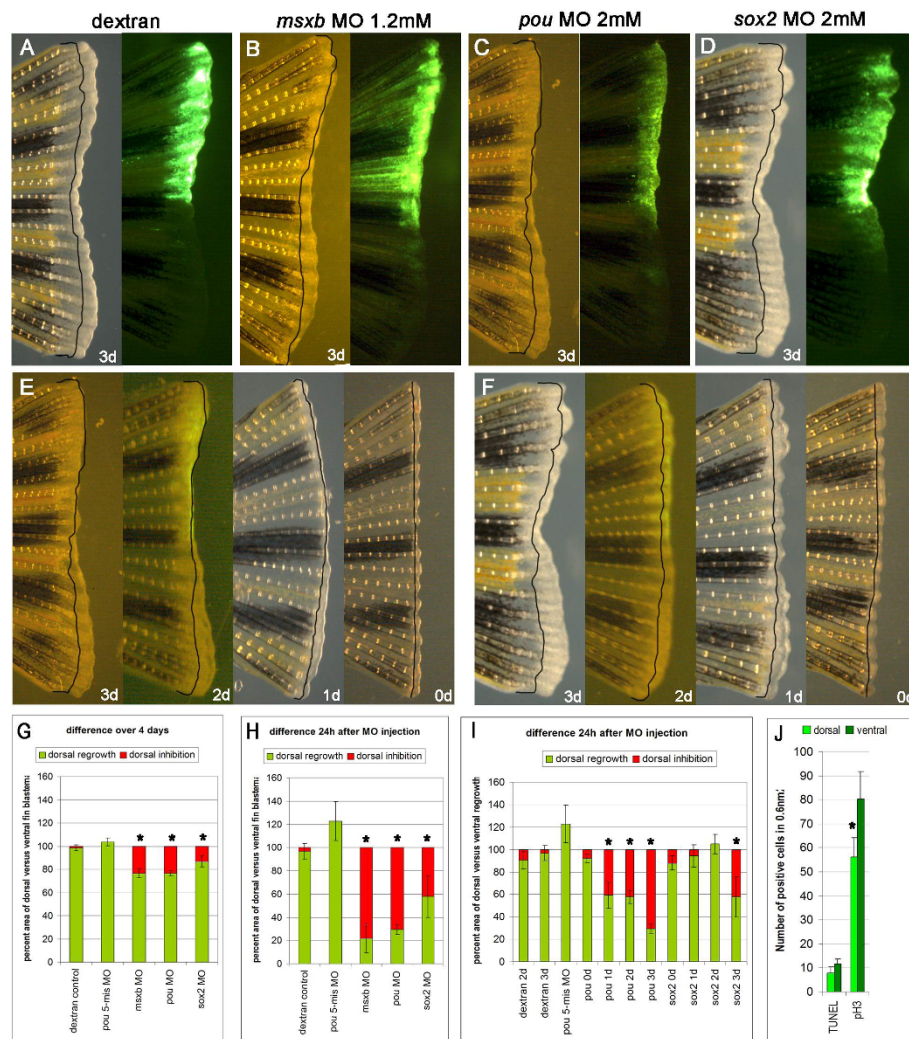 dextran
msxb MO 1.2mM
pou MO 2mM
sox2 MO 2mM
A
B
C
D
3d
3d
3d
3d
E
F
3d
2d
1d
0d
3d
2d
1d
0d
G
difference over 4 days
dorsal regrowth
dorsal inhibition
percent area of dorsal versus ventral fin blastema
160
140
120
100
80
60
40
20
0
* * *
dextran control
pou 5-mis MO
msxb MO
pou MO
sox2 MO
H
difference 24h after MO injection
dorsal regrowth
dorsal inhibition
percent area of dorsal versus ventral fin blastema
160
140
120
100
80
60
40
20
0
* * *
dextran control
pou 5-mis MO
msxb MO
pou MO
sox2 MO
I
difference 24h after MO injection
dorsal regrowth
dorsal inhibition
percent area of dorsal versus ventral regrowth
160
140
120
100
80
60
40
20
0
* * * *
dextran 2d
dextran 3d
pou 5-mis MO
pou 0d
pou 1d
pou 2d
pou 3d
sox2 0d
sox2 1d
sox2 2d
sox2 3d
J
dorsal
ventral
Number of positive cells in 0.6nm;
100
90
80
70
60
50
40
30
20
10
0
*
TUNEL
pH3